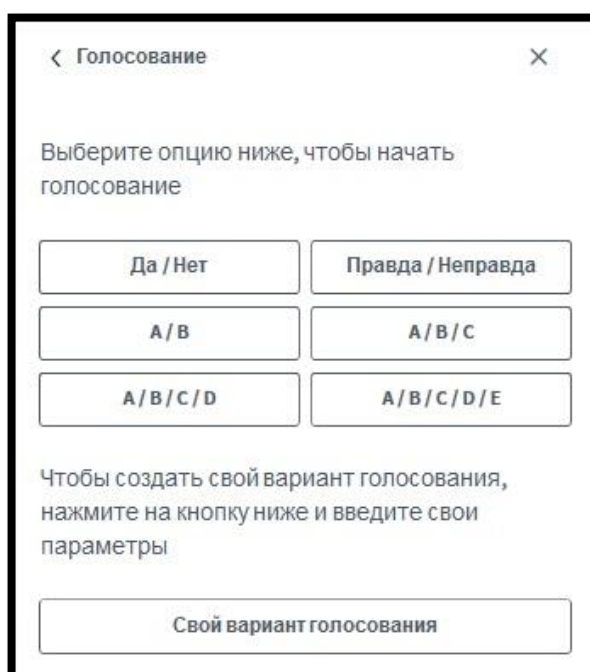 Голосование
Выберите опцию ниже, чтобы начать
голосование
Да / Нет
Правда / Неправда
A / B
A / B / C
A / B / C / D
A / B / C / D / E
Чтобы создать свой вариант голосования,
нажмите на кнопку ниже и введите свои
параметры
Свой вариант голосования